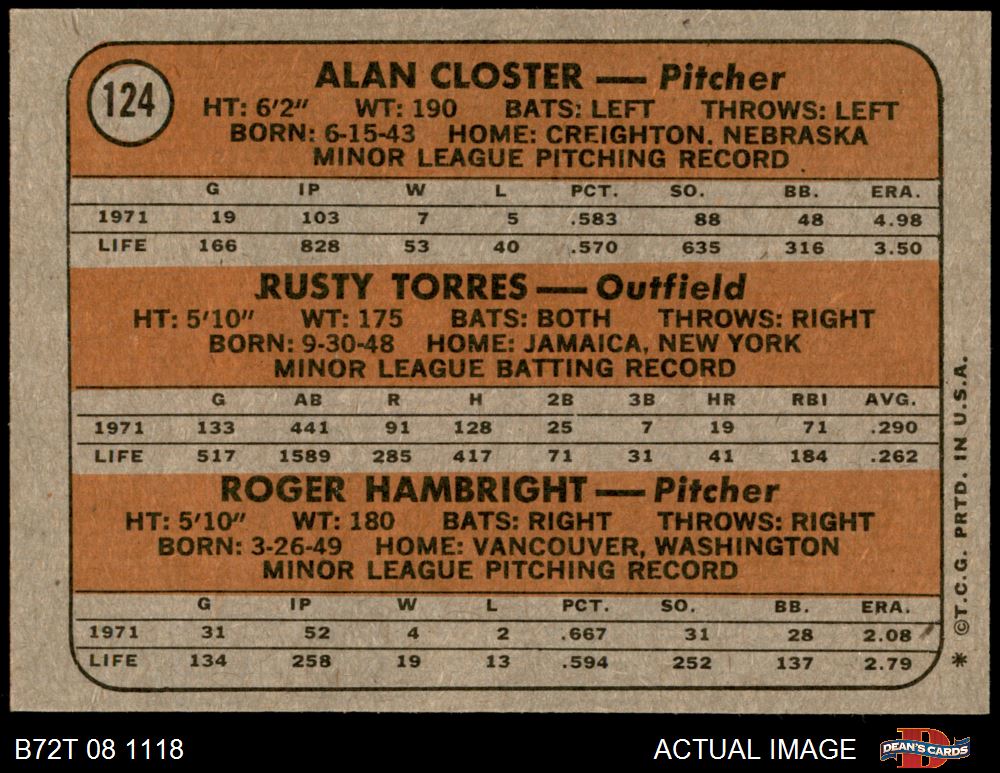 124
ALAN CLOSTER — Pitcher
HT: 6'2" WT: 190 BATS: LEFT THROWS: LEFT
BORN: 6-15-43 HOME: CREIGHTON, NEBRASKA
MINOR LEAGUE PITCHING RECORD
G IP W L PCT. SO. BB. ERA.
1971 19 103 7 5 .583 88 48 4.98
LIFE 166 828 53 40 .570 635 316 3.50
RUSTY TORRES — Outfield
HT: 5'10" WT: 175 BATS: BOTH THROWS: RIGHT
BORN: 9-30-48 HOME: JAMAICA, NEW YORK
MINOR LEAGUE BATTING RECORD
G AB R H 2B 3B HR RBI AVG.
1971 133 441 91 128 25 7 19 71 .290
LIFE 517 1589 285 417 71 31 41 184 .262
ROGER HAMBRIGHT — Pitcher
HT: 5'10" WT: 180 BATS: RIGHT THROWS: RIGHT
BORN: 3-26-49 HOME: VANCOUVER, WASHINGTON
MINOR LEAGUE PITCHING RECORD
G IP W L PCT. SO. BB. ERA.
1971 31 52 4 2 .667 31 28 2.08
LIFE 134 258 19 13 .594 252 137 2.79
* ©T.C.G. PRTD. IN U.S.A.
B72T 08 1118
ACTUAL IMAGE
DEAN'S CARDS